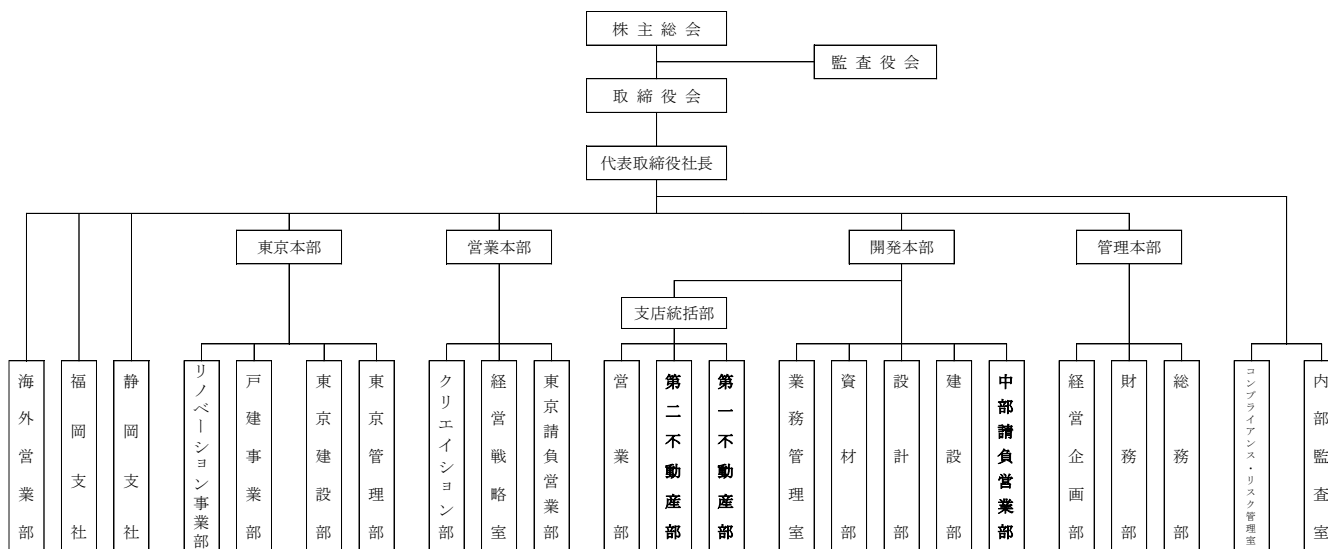 株主総会
監査役会
取締役会
代表取締役社長
東京本部
営業本部
開発本部
管理本部
支店統括部
海外営業部
福岡支社
静岡支社
リノベーション事業部
戸建事業部
東京建設部
東京管理部
クリエイション部
経営戦略室
東京請負営業部
営業部
第二不動産部
第一不動産部
業務管理室
資材部
設計部
建設部
中部請負営業部
経営企画部
財務部
総務部
コンプライアンス・リスク管理室
内部監査室